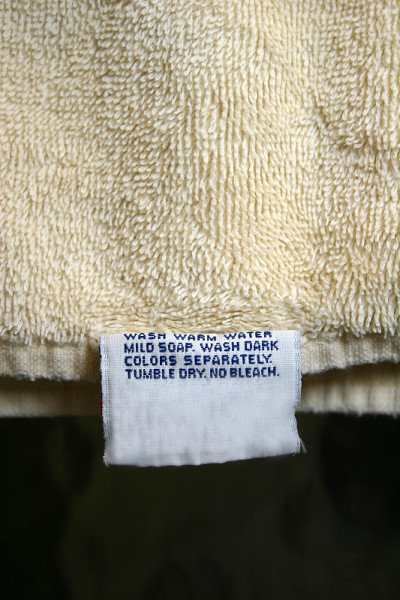 WASH WARM WATER
MILD SOAP. WASH DARK
COLORS SEPARATELY.
TUMBLE DRY. NO BLEACH.